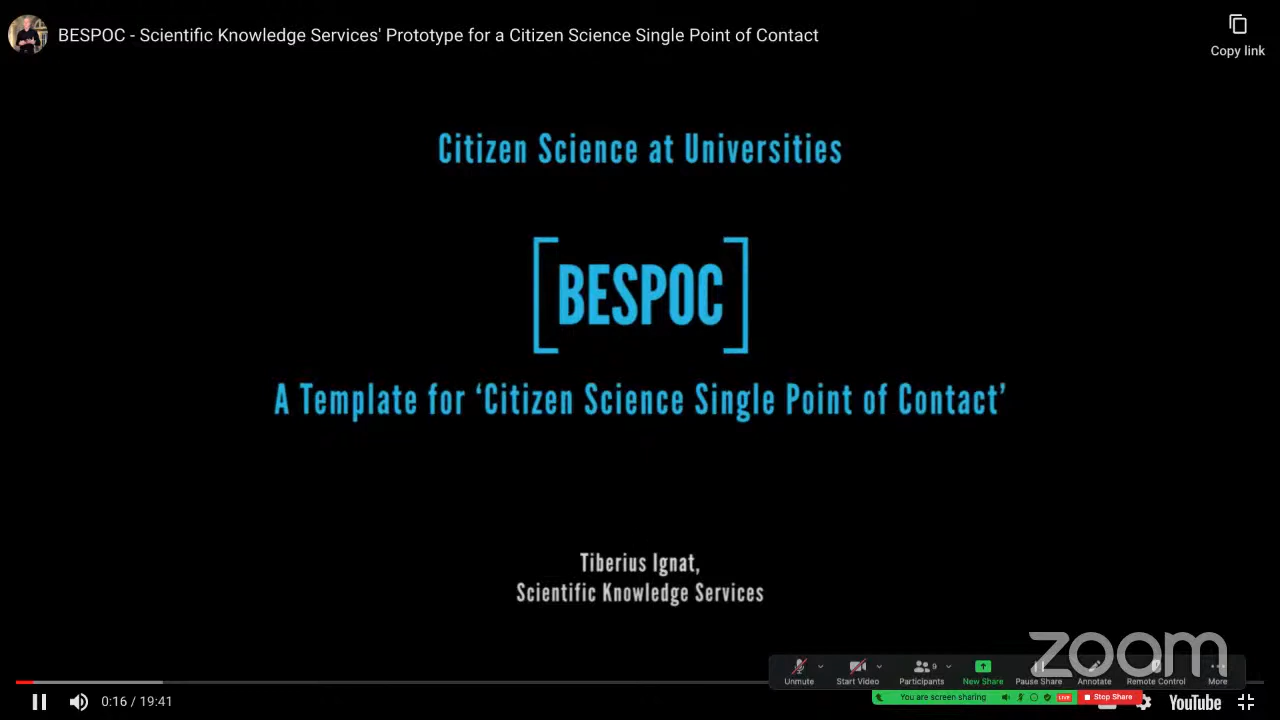 BESPOC - Scientific Knowledge Services' Prototype for a Citizen Science Single Point of Contact
Copy link
Citizen Science at Universities
[BESPOC]
A Template for ‘Citizen Science Single Point of Contact’
Tiberius Ignat,
Scientific Knowledge Services
zoom
9
Unmute
Start Video
Participants
New Share
Pause Share
Annotate
Remote Control
More
You are screen sharing
LIVE
Stop Share
0:16 / 19:41
YouTube